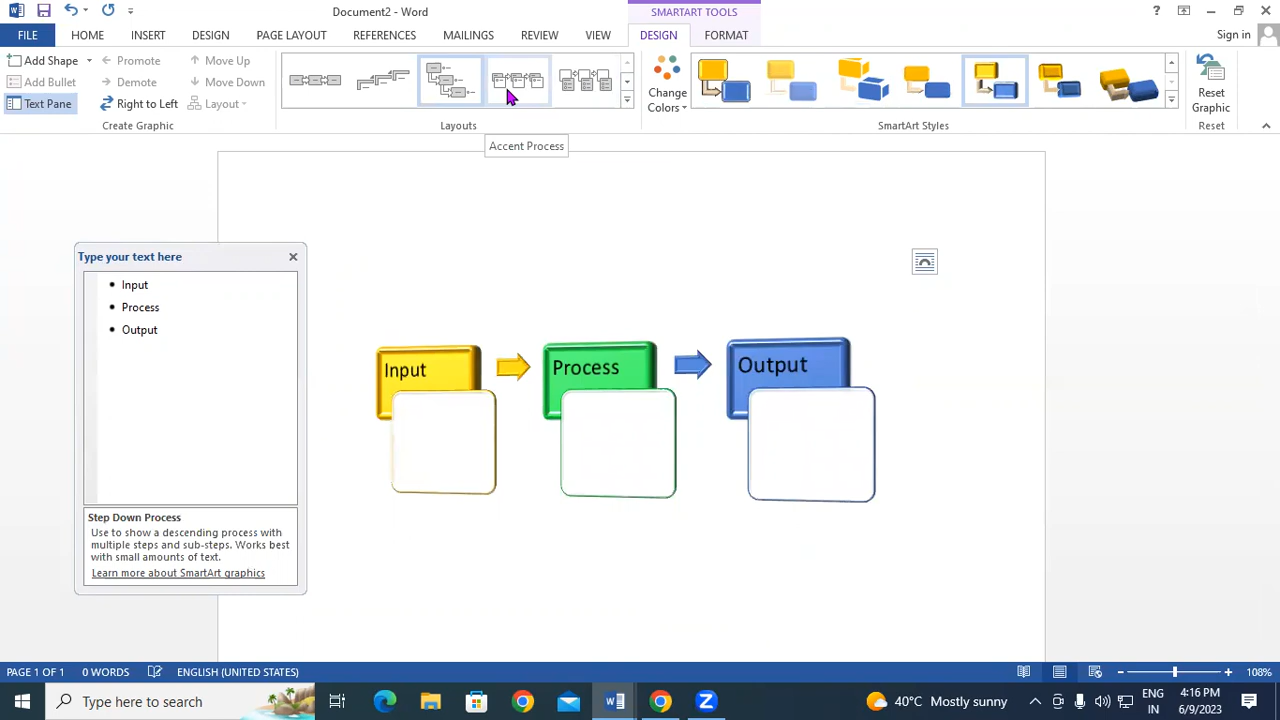 Document2 - Word
SMARTART TOOLS
?
FILE
HOME
INSERT
DESIGN
PAGE LAYOUT
REFERENCES
MAILINGS
REVIEW
VIEW
DESIGN
FORMAT
Sign in
Add Shape
Promote
Move Up
Add Bullet
Demote
Move Down
Text Pane
Right to Left
Layout
Create Graphic
Layouts
Change
Colors
SmartArt Styles
Reset
Graphic
Reset
Accent Process
Type your text here
Input
Process
Output
Step Down Process
Use to show a descending process with
multiple steps and sub-steps. Works best
with small amounts of text.
Learn more about SmartArt graphics
Input
Process
Output
PAGE 1 OF 1
0 WORDS
ENGLISH (UNITED STATES)
108%
Type here to search
40°C Mostly sunny
ENG
IN
4:16 PM
6/9/2023